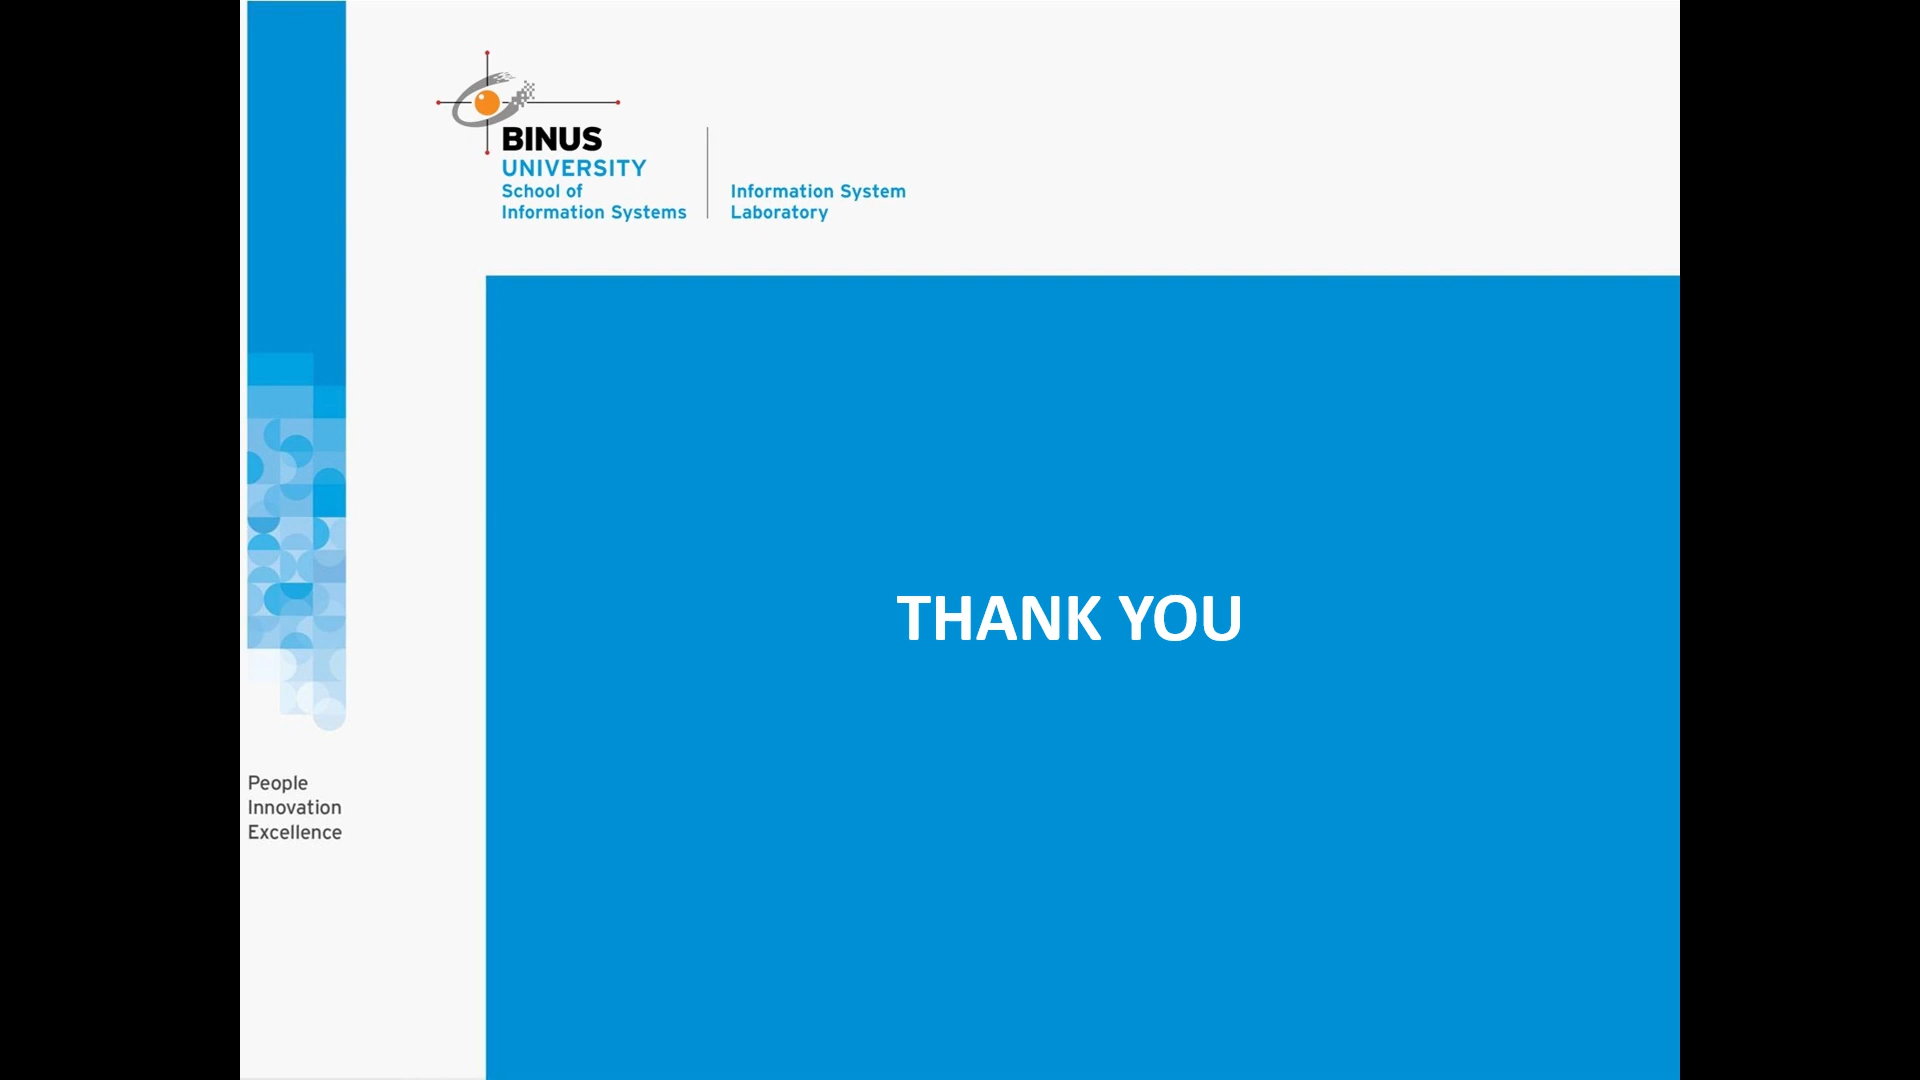 BINUS
UNIVERSITY
School of
Information Systems
Information System
Laboratory
THANK YOU
People
Innovation
Excellence